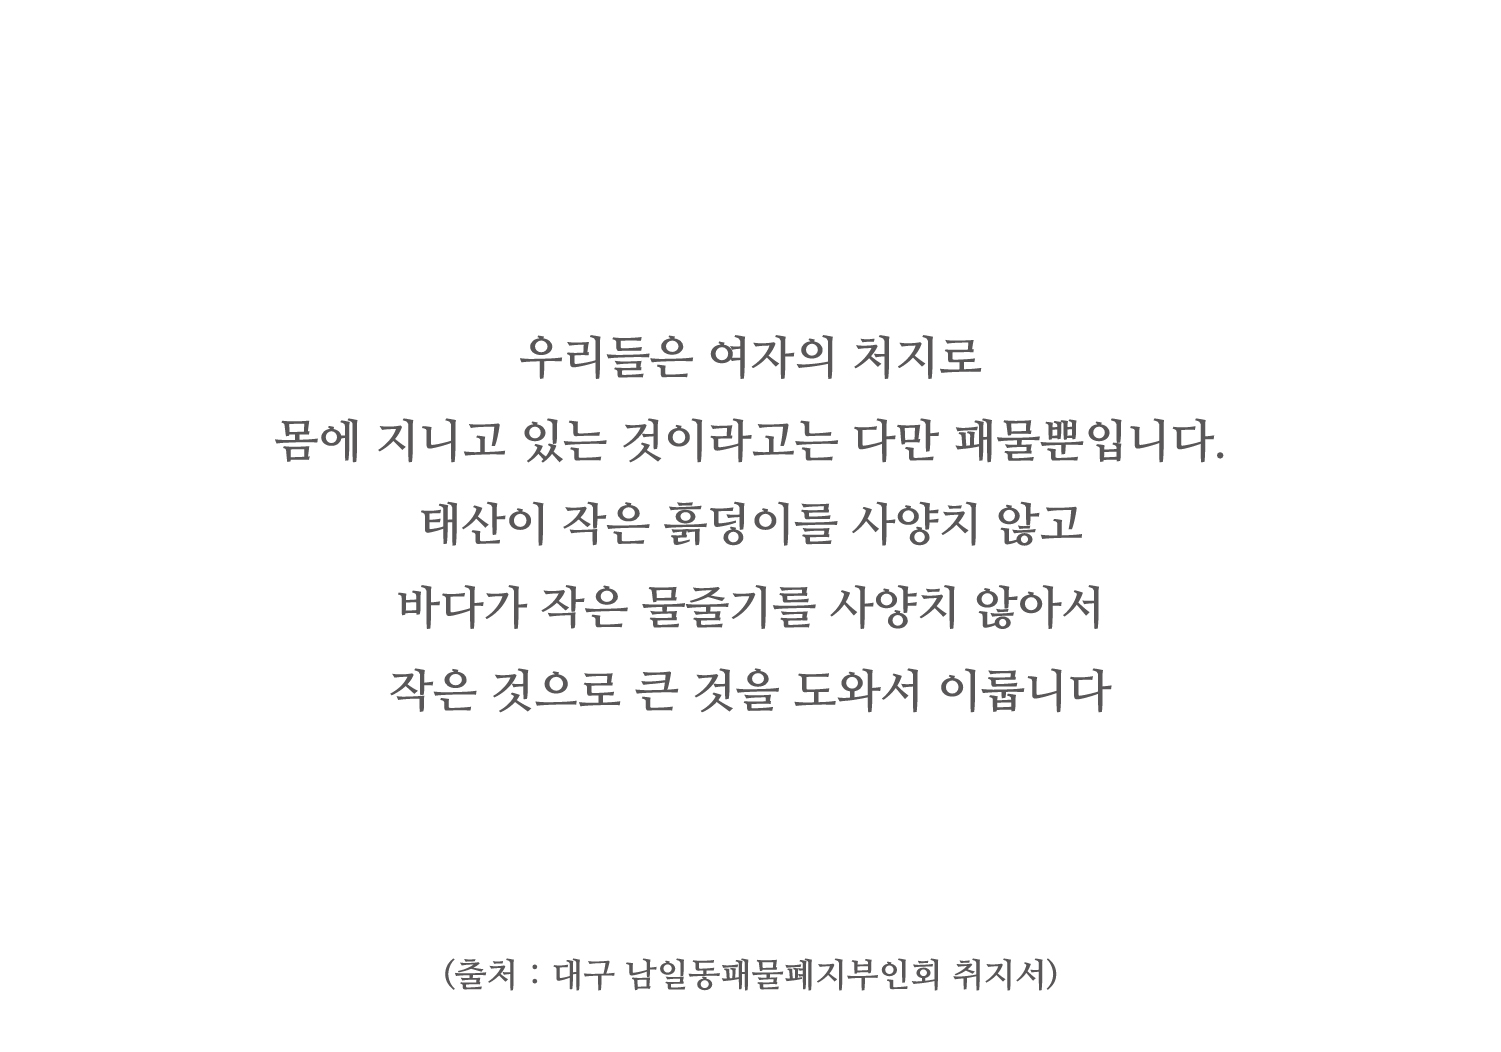 우리들은 여자의 처지로
몸에 지니고 있는 것이라고는 다만 패물뿐입니다.
태산이 작은 흙덩이를 사양치 않고
바다가 작은 물줄기를 사양치 않아서
작은 것으로 큰 것을 도와서 이룹니다
(출처 : 대구 남일동패물폐지부인회 취지서)